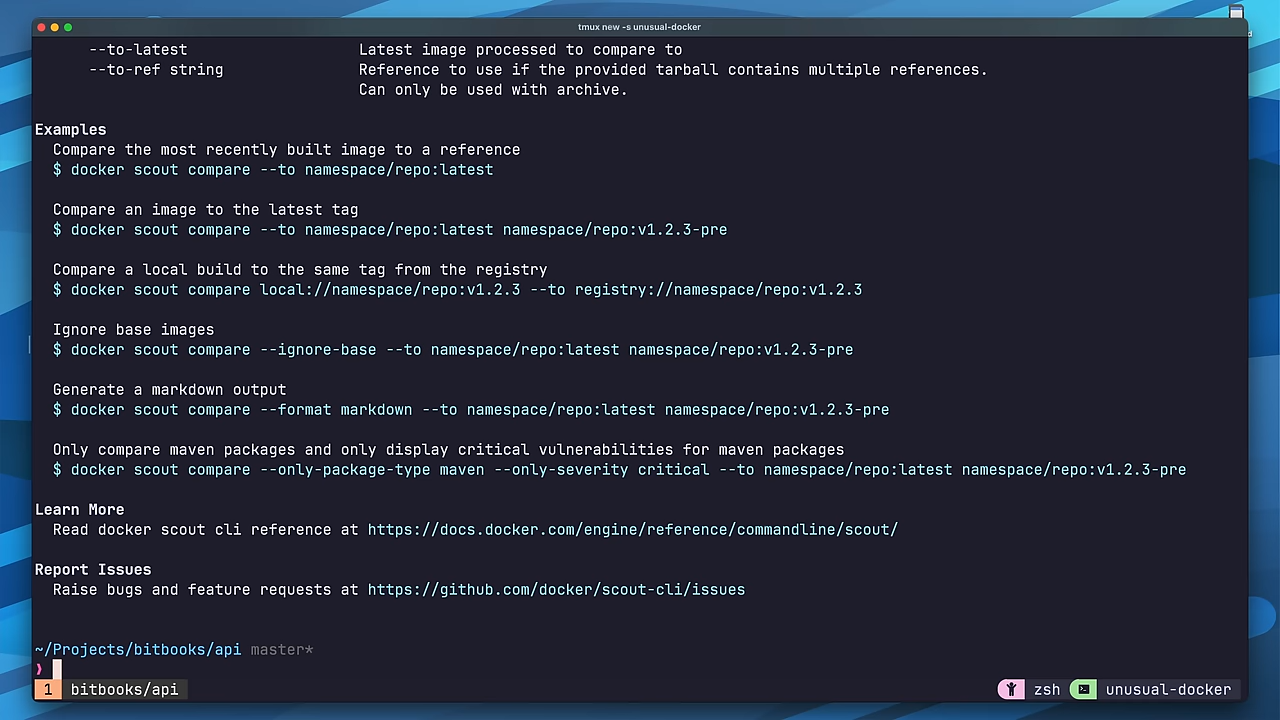 tmux new -s unusual-docker
--to-latest Latest image processed to compare to
--to-ref string Reference to use if the provided tarball contains multiple references.
Can only be used with archive.
Examples
Compare the most recently built image to a reference
$ docker scout compare --to namespace/repo:latest
Compare an image to the latest tag
$ docker scout compare --to namespace/repo:latest namespace/repo:v1.2.3-pre
Compare a local build to the same tag from the registry
$ docker scout compare local://namespace/repo:v1.2.3 --to registry://namespace/repo:v1.2.3
Ignore base images
$ docker scout compare --ignore-base --to namespace/repo:latest namespace/repo:v1.2.3-pre
Generate a markdown output
$ docker scout compare --format markdown --to namespace/repo:latest namespace/repo:v1.2.3-pre
Only compare maven packages and only display critical vulnerabilities for maven packages
$ docker scout compare --only-package-type maven --only-severity critical --to namespace/repo:latest namespace/repo:v1.2.3-pre
Learn More
Read docker scout cli reference at https://docs.docker.com/engine/reference/commandline/scout/
Report Issues
Raise bugs and feature requests at https://github.com/docker/scout-cli/issues
~/Projects/bitbooks/api master*
❯
1 bitbooks/api zsh unusual-docker